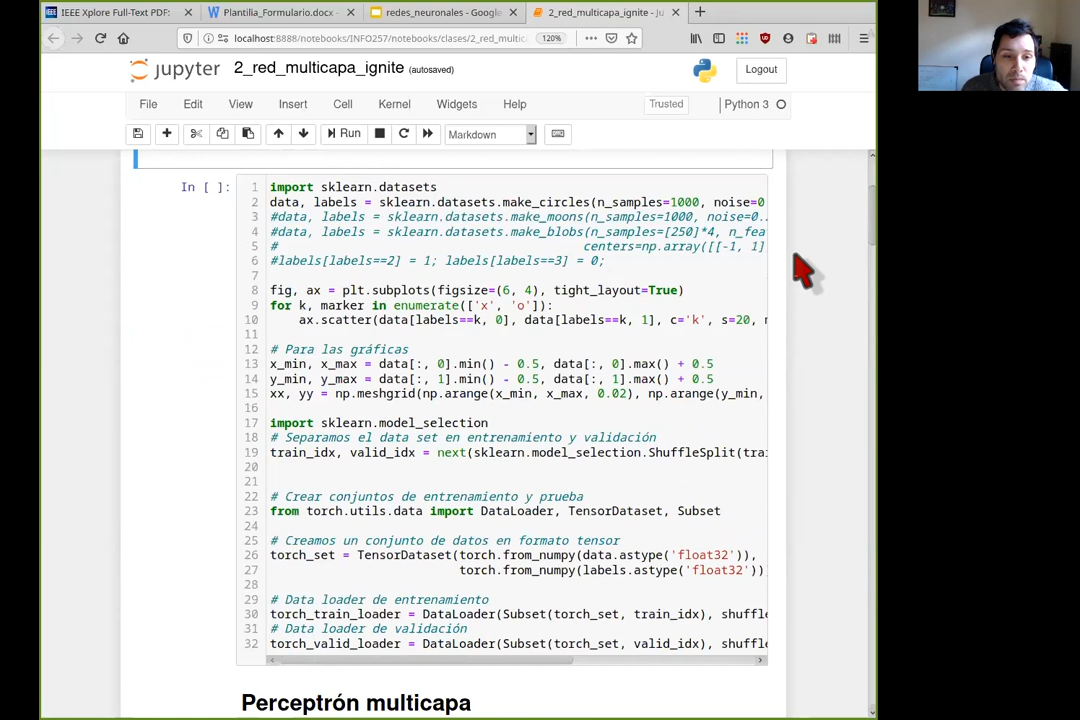 IEEE Xplore Full-Text PDF:
Plantilla_Formulario.docx -
redes_neuronales - Google
2_red_multicapa_ignite - Ju
localhost:8888/notebooks/INFO257/notebooks/clases/2_red_multic
120%
jupyter 2_red_multicapa_ignite (autosaved)
Logout
File Edit View Insert Cell Kernel Widgets Help
Trusted
Python 3
Run
Markdown
In [ ]:
1 import sklearn.datasets
2 data, labels = sklearn.datasets.make_circles(n_samples=1000, noise=0
3 #data, labels = sklearn.datasets.make_moons(n_samples=1000, noise=0.
4 #data, labels = sklearn.datasets.make_blobs(n_samples=[250]*4, n_fea
5 # centers=np.array([[-1, 1]
6 #labels[labels==2] = 1; labels[labels==3] = 0;
7
8 fig, ax = plt.subplots(figsize=(6, 4), tight_layout=True)
9 for k, marker in enumerate(['x', 'o']):
10 ax.scatter(data[labels==k, 0], data[labels==k, 1], c='k', s=20, m
11
12 # Para las gráficas
13 x_min, x_max = data[:, 0].min() - 0.5, data[:, 0].max() + 0.5
14 y_min, y_max = data[:, 1].min() - 0.5, data[:, 1].max() + 0.5
15 xx, yy = np.meshgrid(np.arange(x_min, x_max, 0.02), np.arange(y_min,
16
17 import sklearn.model_selection
18 # Separamos el data set en entrenamiento y validación
19 train_idx, valid_idx = next(sklearn.model_selection.ShuffleSplit(trai
20
21
22 # Crear conjuntos de entrenamiento y prueba
23 from torch.utils.data import DataLoader, TensorDataset, Subset
24
25 # Creamos un conjunto de datos en formato tensor
26 torch_set = TensorDataset(torch.from_numpy(data.astype('float32')),
27 torch.from_numpy(labels.astype('float32'))
28
29 # Data loader de entrenamiento
30 torch_train_loader = DataLoader(Subset(torch_set, train_idx), shuffle
31 # Data loader de validación
32 torch_valid_loader = DataLoader(Subset(torch_set, valid_idx), shuffle
Perceptrón multicapa